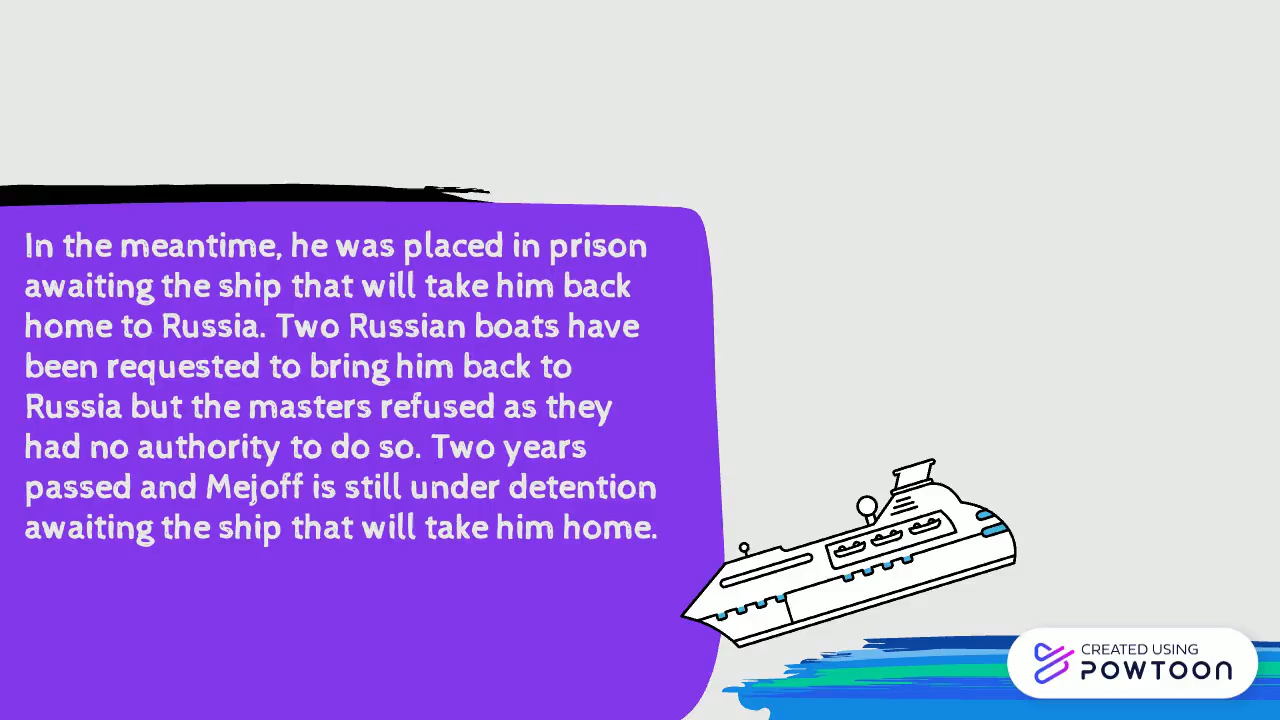 In the meantime, he was placed in prison
awaiting the ship that will take him back
home to Russia. Two Russian boats have
been requested to bring him back to
Russia but the masters refused as they
had no authority to do so. Two years
passed and Mejoff is still under detention
awaiting the ship that will take him home.
CREATED USING
POWTOON